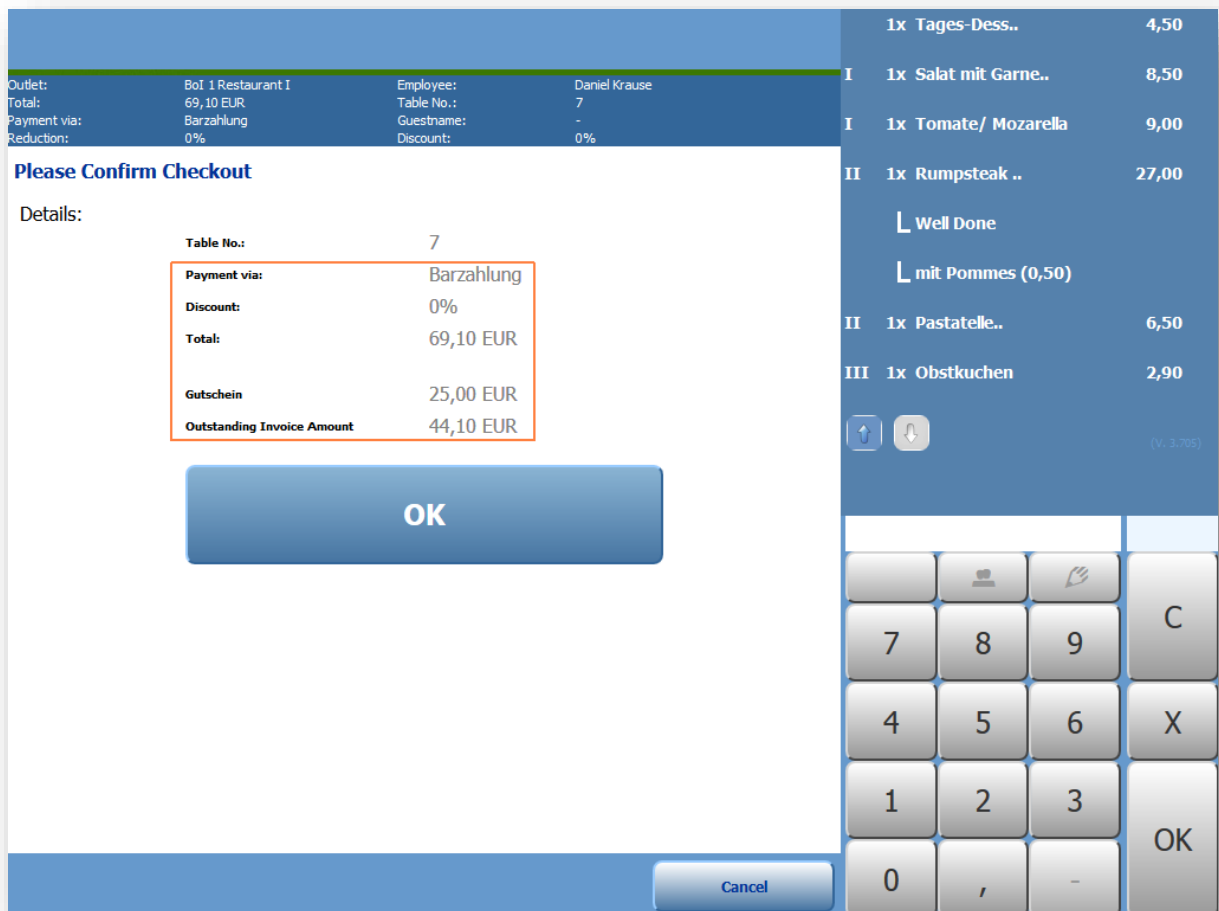 Outlet: BoI 1 Restaurant I Employee: Daniel Krause
Total: 69,10 EUR Table No.: 7
Payment via: Barzahlung Guestname: -
Reduction: 0% Discount: 0%
Please Confirm Checkout
Details:
Table No.: 7
Payment via: Barzahlung
Discount: 0%
Total: 69,10 EUR
Gutschein 25,00 EUR
Outstanding Invoice Amount 44,10 EUR
OK
Cancel
1x Tages-Dess.. 4,50
I 1x Salat mit Garne.. 8,50
I 1x Tomate/ Mozarella 9,00
II 1x Rumpsteak .. 27,00
Well Done
mit Pommes (0,50)
II 1x Pastatelle.. 6,50
III 1x Obstkuchen 2,90
(V. 3.705)
C
7 8 9
4 5 6 X
1 2 3
OK
0 , -